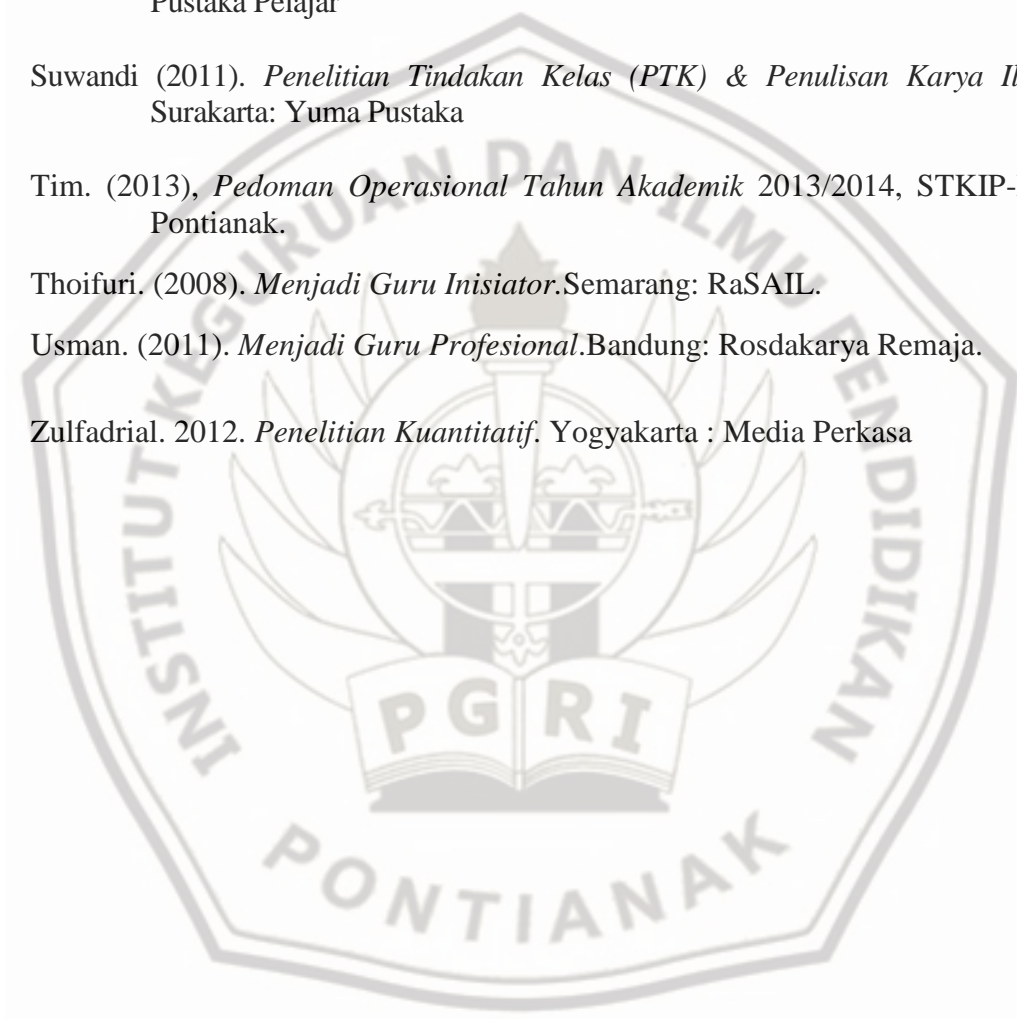 Pustaka Pelajar
Suwandi (2011). Penelitian Tindakan Kelas (PTK) & Penulisan Karya
Surakarta: Yuma Pustaka
Tim. (2013), Pedoman Operasional Tahun Akademik 2013/2014, STKIP-
Pontianak.
Thoifuri. (2008). Menjadi Guru Inisiator.Semarang: RaSAIL.
Usman. (2011). Menjadi Guru Profesional.Bandung: Rosdakarya Remaja.
Zulfadrial. 2012. Penelitian Kuantitatif. Yogyakarta : Media Perkasa
INSTITUT KEGURUAN DAN ILMU PENDIDIKAN
PGRI
PONTIANAK